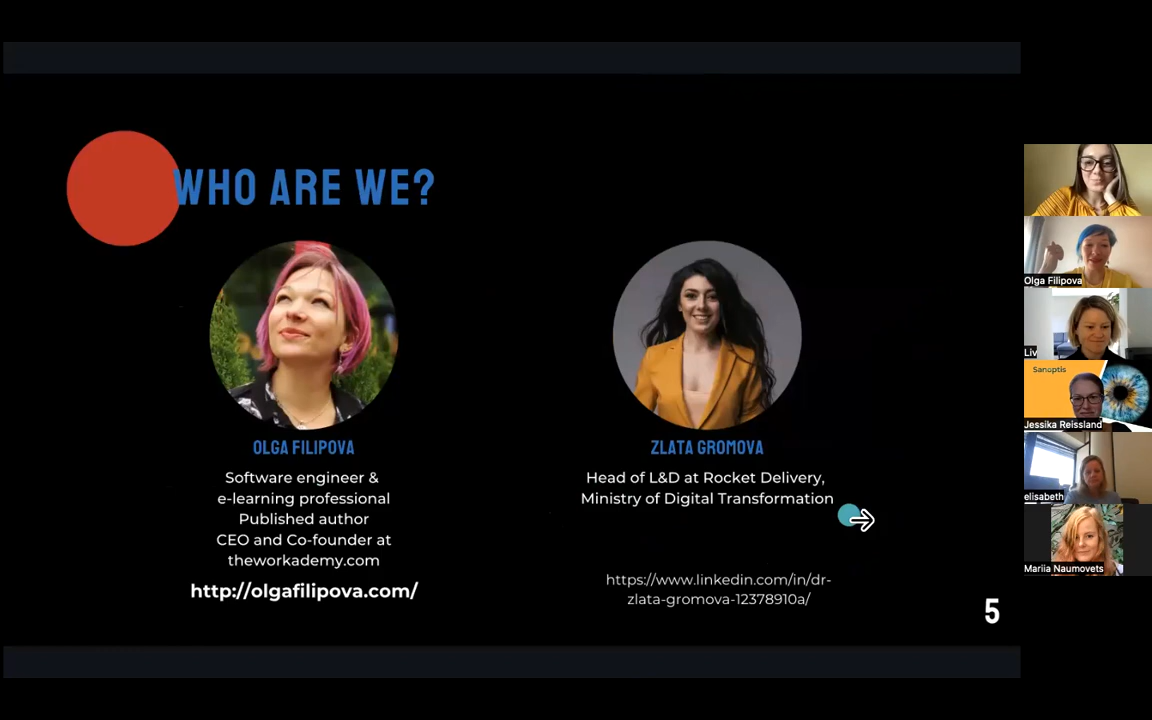 WHO ARE WE?
OLGA FILIPOVA
Software engineer &
e-learning professional
Published author
CEO and Co-founder at
theworkademy.com
http://olgafilipova.com/
ZLATA GROMOVA
Head of L&D at Rocket Delivery,
Ministry of Digital Transformation
https://www.linkedin.com/in/dr-
zlata-gromova-12378910a/
5
Olga Filipova
Liv
Sanoptis
Jessika Reissland
elisabeth
Mariia Naumovets